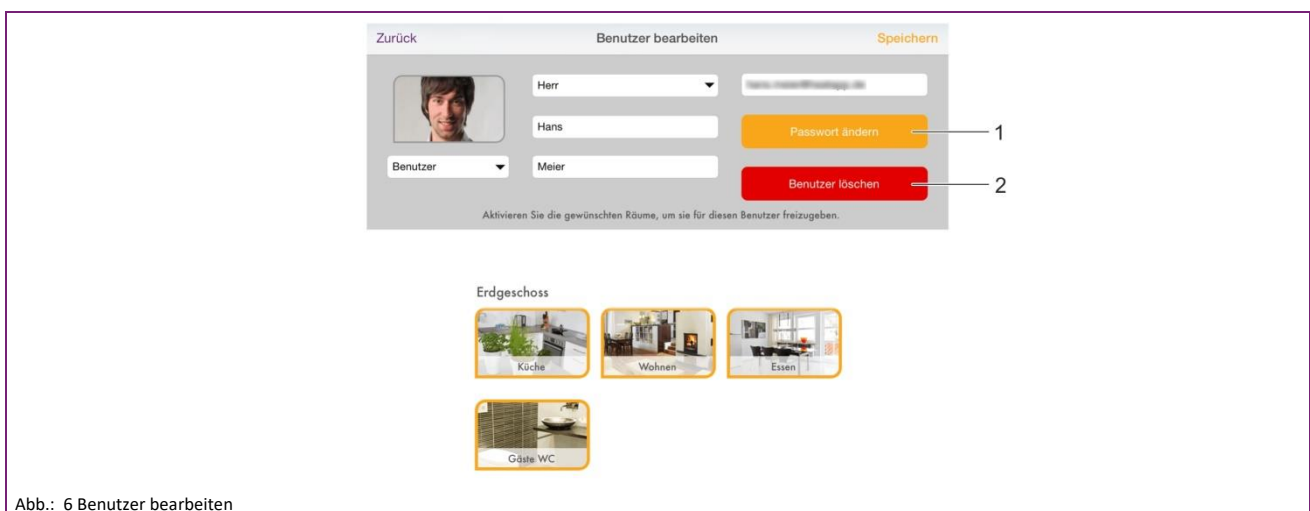 Zurück Benutzer bearbeiten Speichern
Herr
Hans
Passwort ändern 1
Benutzer Meier
Benutzer löschen 2
Aktivieren Sie die gewünschten Räume, um sie für diesen Benutzer freizugeben.
Erdgeschoss
Küche Wohnen Essen
Gäste WC
Abb.: 6 Benutzer bearbeiten